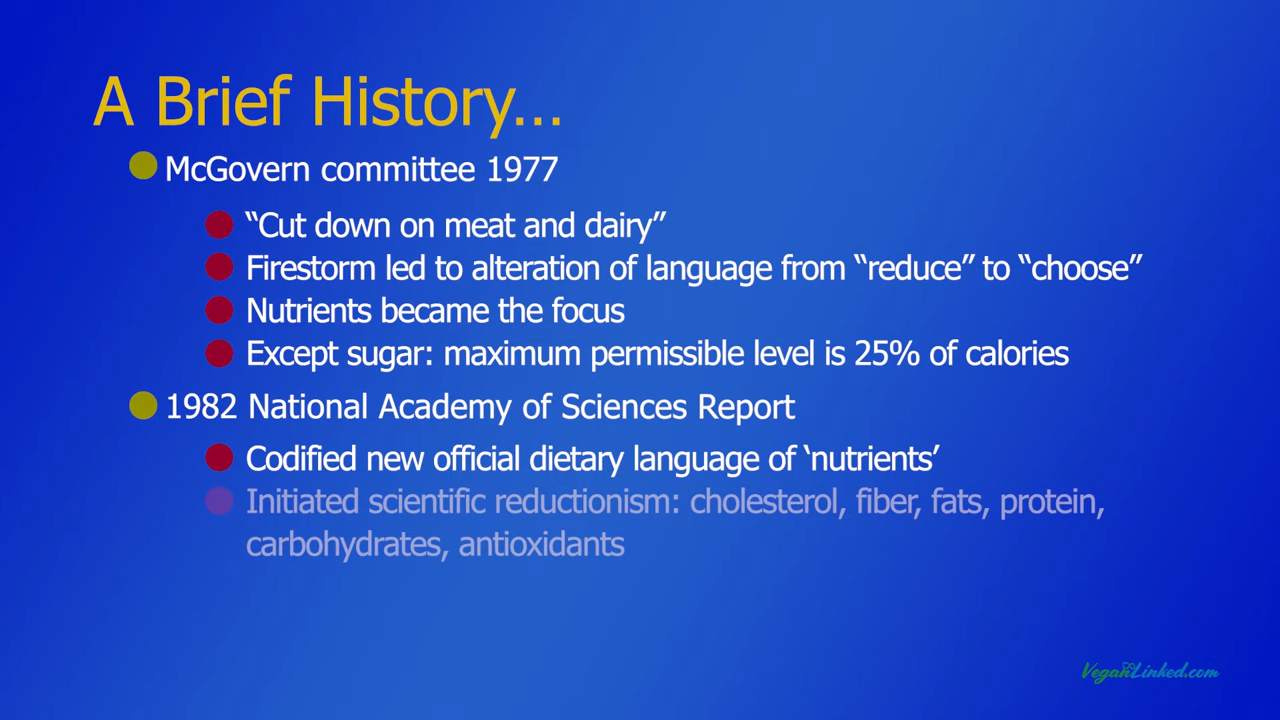 A Brief History...
McGovern committee 1977
“Cut down on meat and dairy”
Firestorm led to alteration of language from “reduce” to “choose”
Nutrients became the focus
Except sugar: maximum permissible level is 25% of calories
1982 National Academy of Sciences Report
Codified new official dietary language of ‘nutrients’
Initiated scientific reductionism: cholesterol, fiber, fats, protein,
carbohydrates, antioxidants
VeganLinked.com